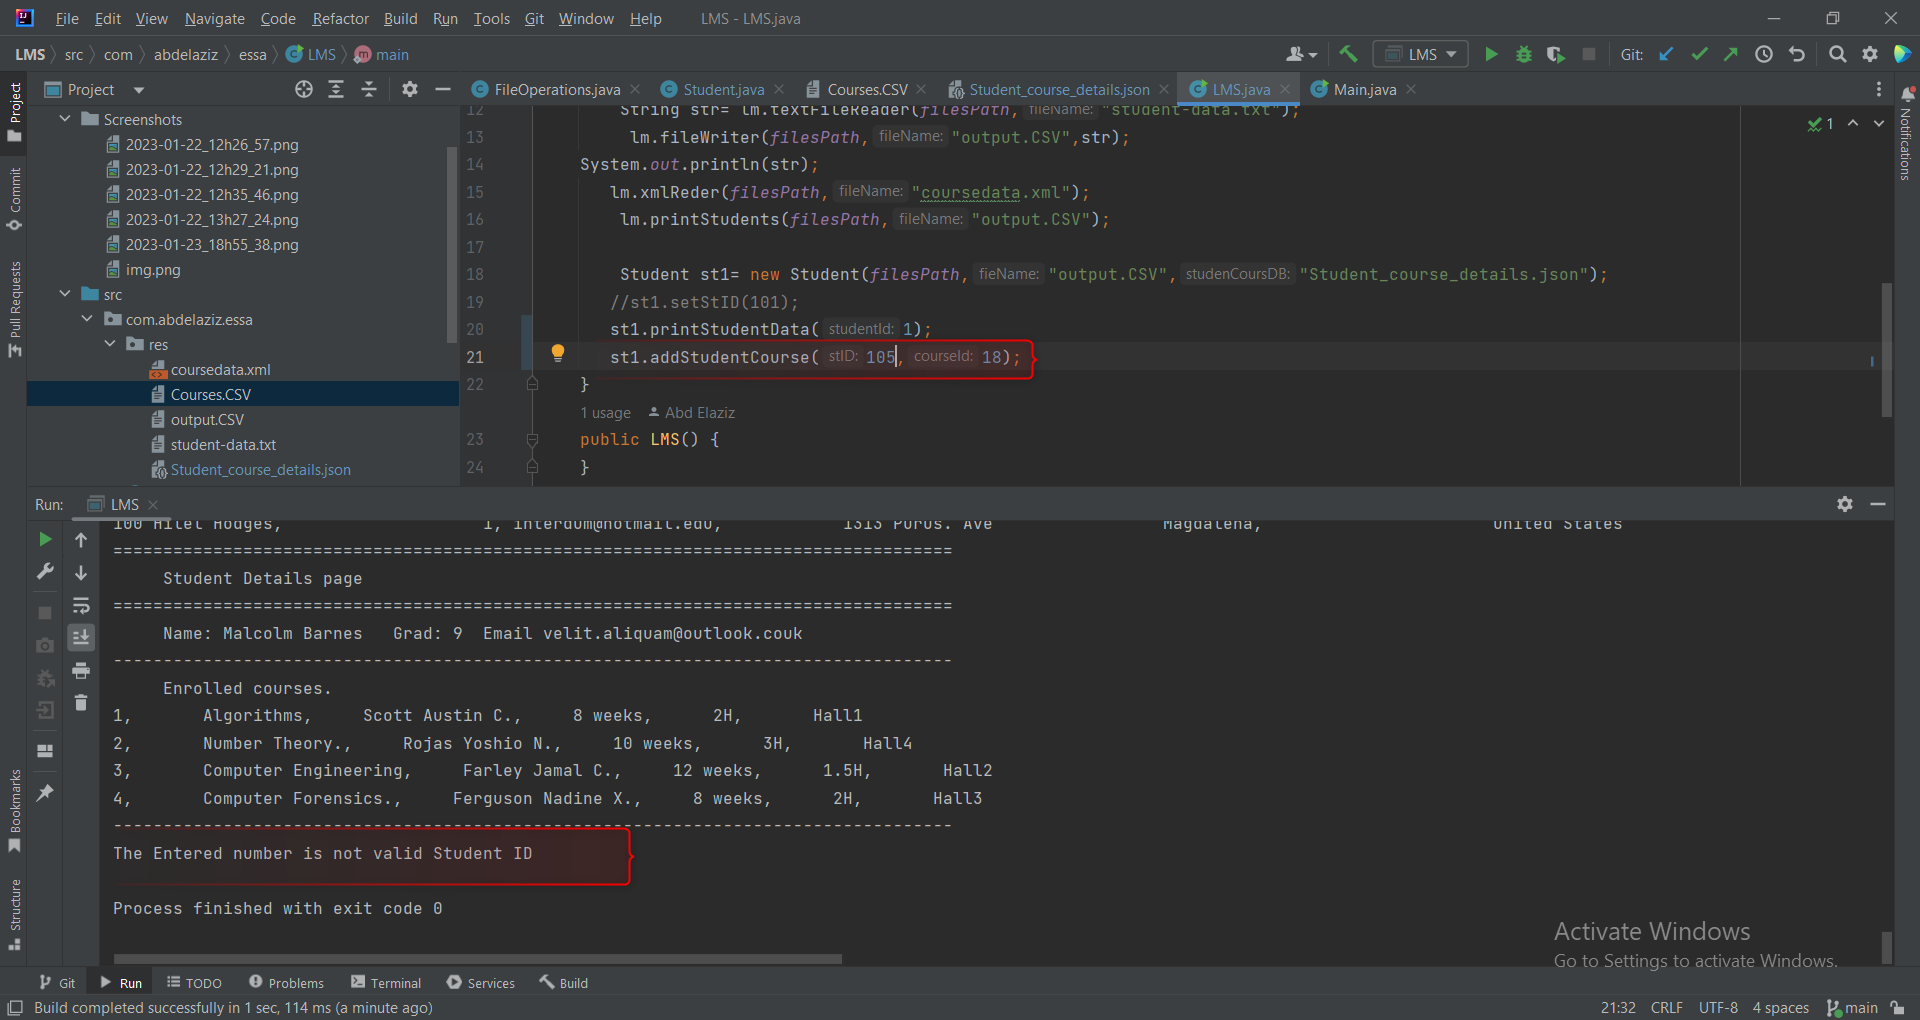 File Edit View Navigate Code Refactor Build Run Tools Git Window Help LMS - LMS.java
LMS src com abdelaziz essa LMS main
LMS Git:
Project
FileOperations.java Student.java Courses.CSV Student_course_details.json LMS.java Main.java
Project
Commit
Pull Requests
Bookmarks
Structure
Notifications
Screenshots
2023-01-22_12h26_57.png
2023-01-22_12h29_21.png
2023-01-22_12h35_46.png
2023-01-22_13h27_24.png
2023-01-23_18h55_38.png
img.png
src
com.abdelaziz.essa
res
coursedata.xml
Courses.CSV
output.CSV
student-data.txt
Student_course_details.json
1
12 String str= lm.textFileReader(filesPath, fileName: "student-data.txt");
13 lm.fileWriter(filesPath, fileName: "output.CSV",str);
14 System.out.println(str);
15 lm.xmlReder(filesPath, fileName: "coursedata.xml");
16 lm.printStudents(filesPath, fileName: "output.CSV");
17
18 Student st1= new Student(filesPath, fieName: "output.CSV", studenCoursDB: "Student_course_details.json");
19 //st1.setStID(101);
20 st1.printStudentData( studentId: 1);
21 st1.addStudentCourse( stID: 105, courseId: 18);
22 }
1 usage Abd Elaziz
23 public LMS() {
24 }
Run: LMS
100 Hilel Hodges, 1, interdum@hotmail.edu, 1313 Purus. Ave Magdalena, United States
====================================================================================
Student Details page
====================================================================================
Name: Malcolm Barnes Grad: 9 Email velit.aliquam@outlook.couk
------------------------------------------------------------------------------------
Enrolled courses.
1, Algorithms, Scott Austin C., 8 weeks, 2H, Hall1
2, Number Theory., Rojas Yoshio N., 10 weeks, 3H, Hall4
3, Computer Engineering, Farley Jamal C., 12 weeks, 1.5H, Hall2
4, Computer Forensics., Ferguson Nadine X., 8 weeks, 2H, Hall3
------------------------------------------------------------------------------------
The Entered number is not valid Student ID
Process finished with exit code 0
Activate Windows
Go to Settings to activate Windows.
Git Run TODO Problems Terminal Services Build
Build completed successfully in 1 sec, 114 ms (a minute ago) 21:32 CRLF UTF-8 4 spaces main